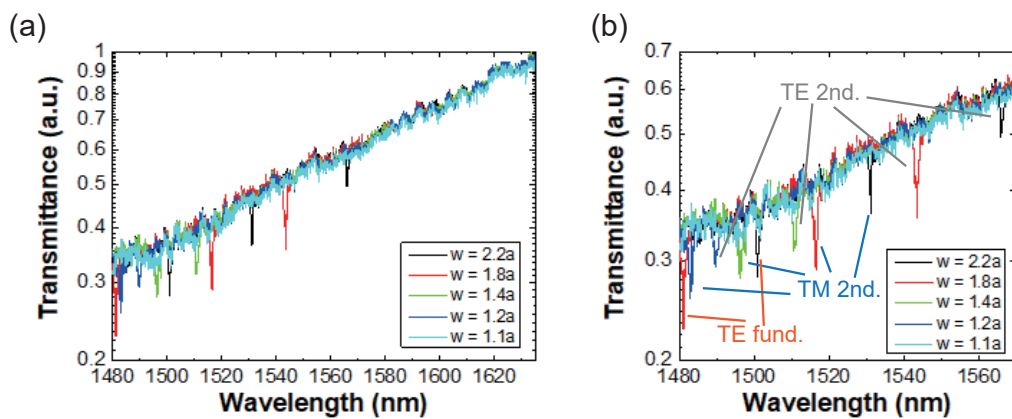 (a)
Transmittance (a.u.)
1
0.9
0.8
0.7
0.6
0.5
0.4
0.3
0.2
w = 2.2a
w = 1.8a
w = 1.4a
w = 1.2a
w = 1.1a
1480 1500 1520 1540 1560 1580 1600 1620
Wavelength (nm)
(b)
Transmittance (a.u.)
0.7
0.6
0.5
0.4
0.3
0.2
TE 2nd.
TM 2nd.
TE fund.
w = 2.2a
w = 1.8a
w = 1.4a
w = 1.2a
w = 1.1a
1480 1500 1520 1540 1560
Wavelength (nm)